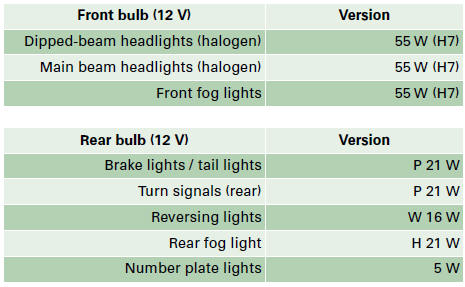 Front bulb (12 V) Version
Dipped-beam headlights (halogen) 55 W (H7)
Main beam headlights (halogen) 55 W (H7)
Front fog lights 55 W (H7)
Rear bulb (12 V) Version
Brake lights / tail lights P 21 W
Turn signals (rear) P 21 W
Reversing lights W 16 W
Rear fog light H 21 W
Number plate lights 5 W